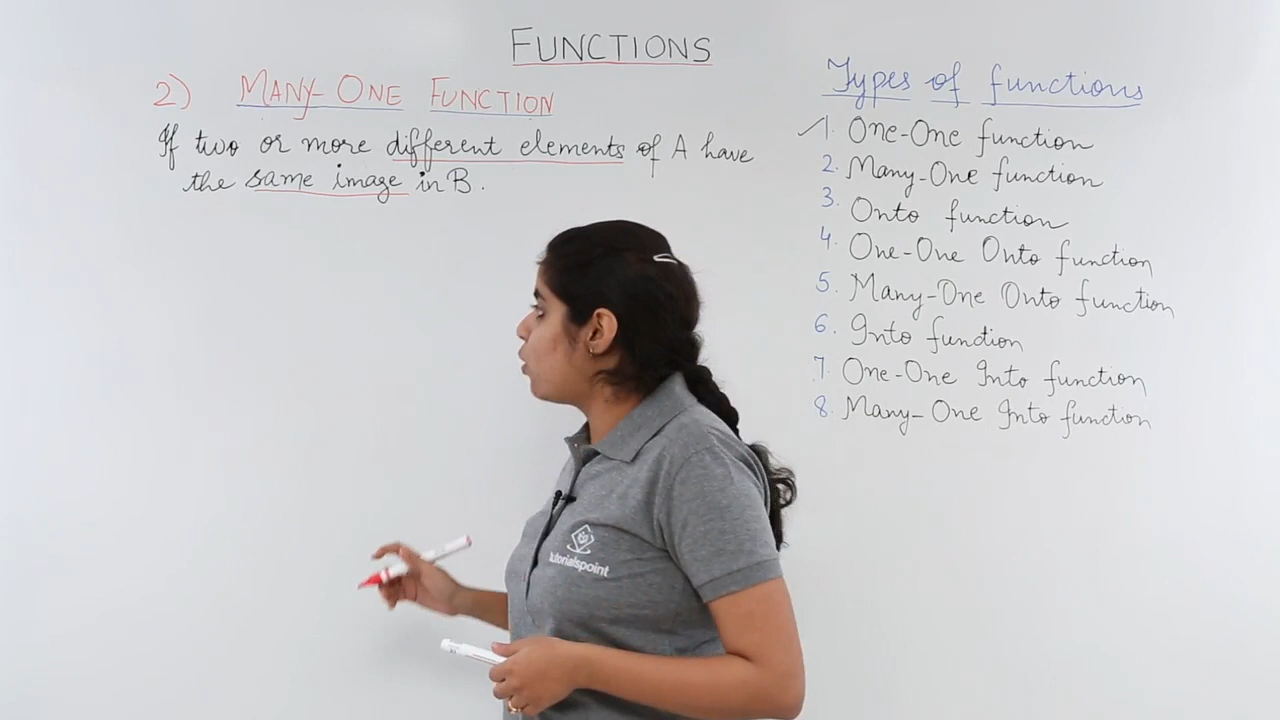 FUNCTIONS
2) MANY-ONE FUNCTION
If two or more different elements of A have
the same image in B.
Types of functions
1. One-One function
2. Many-One function
3. Onto function
4. One-One Onto function
5. Many-One Onto function
6. Into function
7. One-One Into function
8. Many-One Into function
tutorialspoint